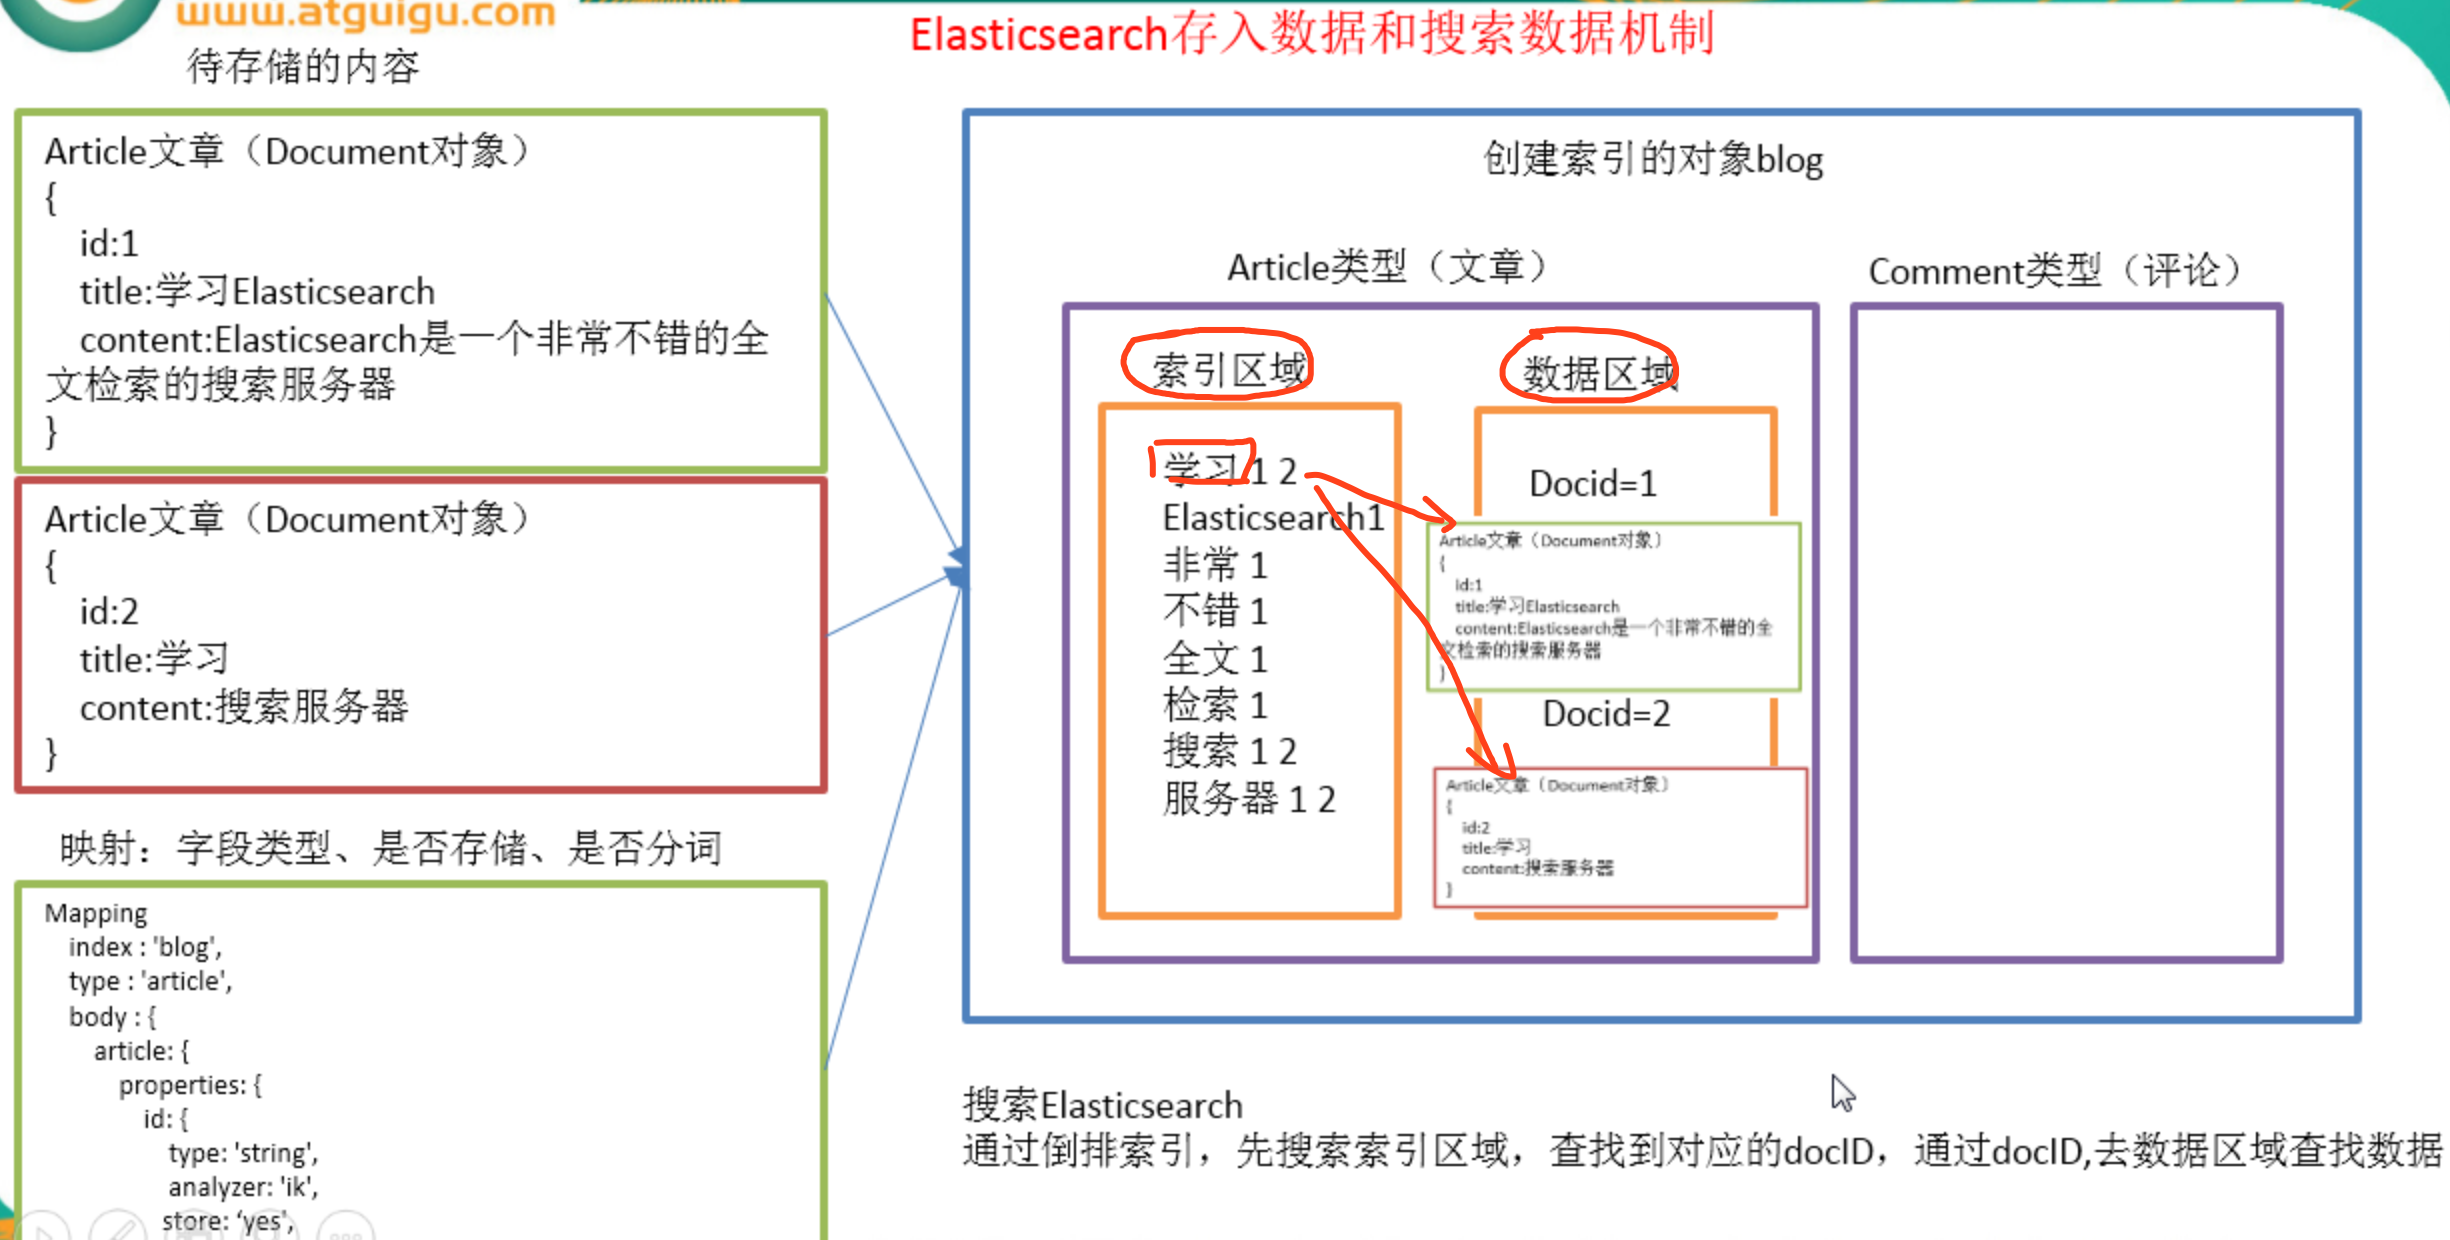 www.atguigu.com
Elasticsearch存入数据和搜索数据机制
待存储的内容
Article文章（Document对象）
{
id:1
title:学习Elasticsearch
content:Elasticsearch是一个非常不错的全
文检索的搜索服务器
}
Article文章（Document对象）
{
id:2
title:学习
content:搜索服务器
}
映射：字段类型、是否存储、是否分词
Mapping
index : 'blog',
type : 'article',
body : {
article: {
properties: {
id: {
type: 'string',
analyzer: 'ik',
store: ‘yes',
创建索引的对象blog
Article类型（文章）
索引区域
学习 1 2
Elasticsearch1
非常 1
不错 1
全文 1
检索 1
搜索 1 2
服务器 1 2
数据区域
Docid=1
Article文章（Document对象）
{
id:1
title:学习Elasticsearch
content:Elasticsearch是一个非常不错的全
文检索的搜索服务器
}
Docid=2
Article文章（Document对象）
{
id:2
title:学习
content:搜索服务器
}
Comment类型（评论）
搜索Elasticsearch
通过倒排索引，先搜索索引区域，查找到对应的docID，通过docID,去数据区域查找数据